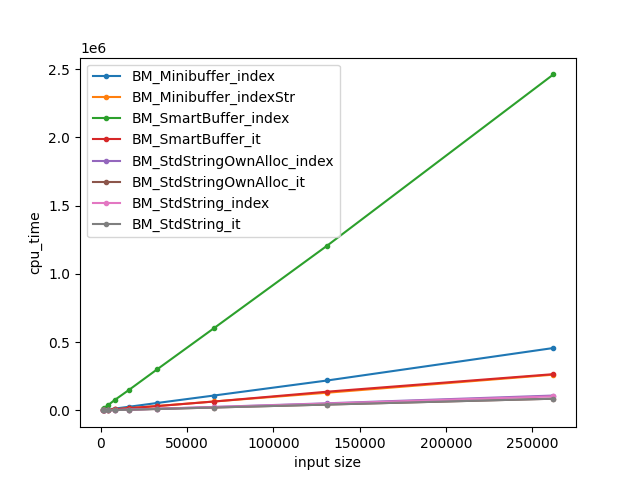 1e6
2.5
2.0
1.5
1.0
0.5
0.0
cpu_time
BM_Minibuffer_index
BM_Minibuffer_indexStr
BM_SmartBuffer_index
BM_SmartBuffer_it
BM_StdStringOwnAlloc_index
BM_StdStringOwnAlloc_it
BM_StdString_index
BM_StdString_it
0 50000 100000 150000 200000 250000
input size